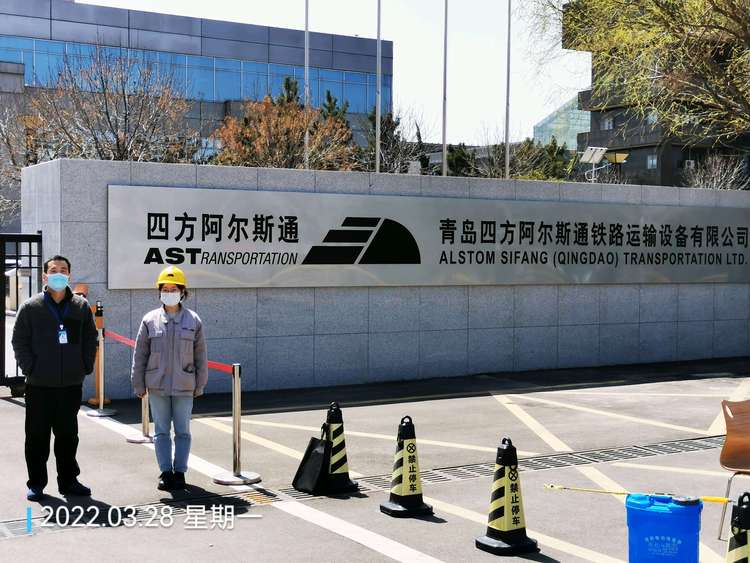 四方阿尔斯通
ASTRANSPORTATION
青岛四方阿尔斯通铁路运输设备有限公司
ALSTOM SIFANG (QINGDAO) TRANSPORTATION LTD.
禁止停车
禁止停车
2022.03.28 星期一